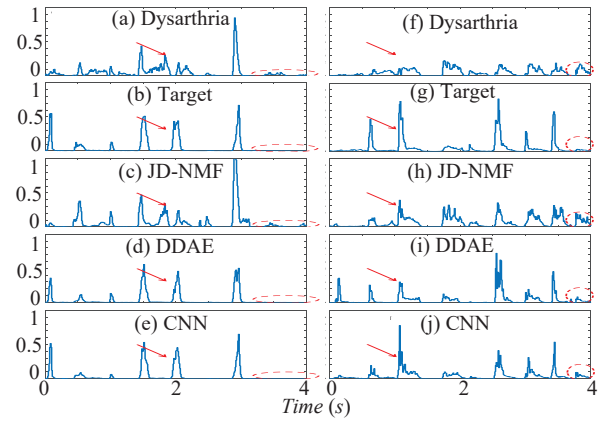 (a) Dysarthria
(f) Dysarthria
1
0.5
0
(b) Target
(g) Target
1
0.5
0
(c) JD-NMF
(h) JD-NMF
1
0.5
0
(d) DDAE
(i) DDAE
1
0.5
0
(e) CNN
(j) CNN
1
0.5
0
0 2 4 0 2 4
Time (s)